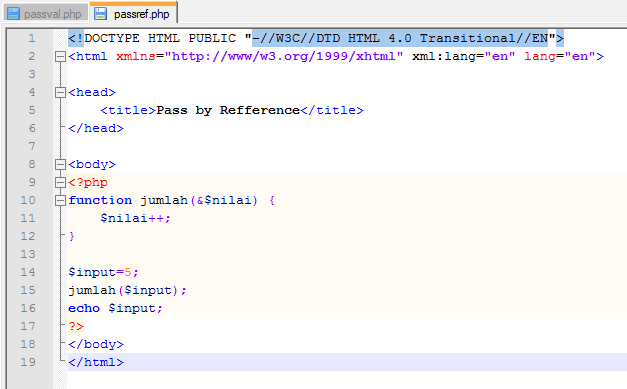 passval.php passref.php
1 <!DOCTYPE HTML PUBLIC "-//W3C//DTD HTML 4.0 Transitional//EN">
2 <html xmlns="http://www/w3.org/1999/xhtml" xml:lang="en" lang="en">
3
4 <head>
5 <title>Pass by Refference</title>
6 </head>
7
8 <body>
9 <?php
10 function jumlah(&$nilai) {
11 $nilai++;
12 }
13
14 $input=5;
15 jumlah($input);
16 echo $input;
17 ?>
18 </body>
19 </html>